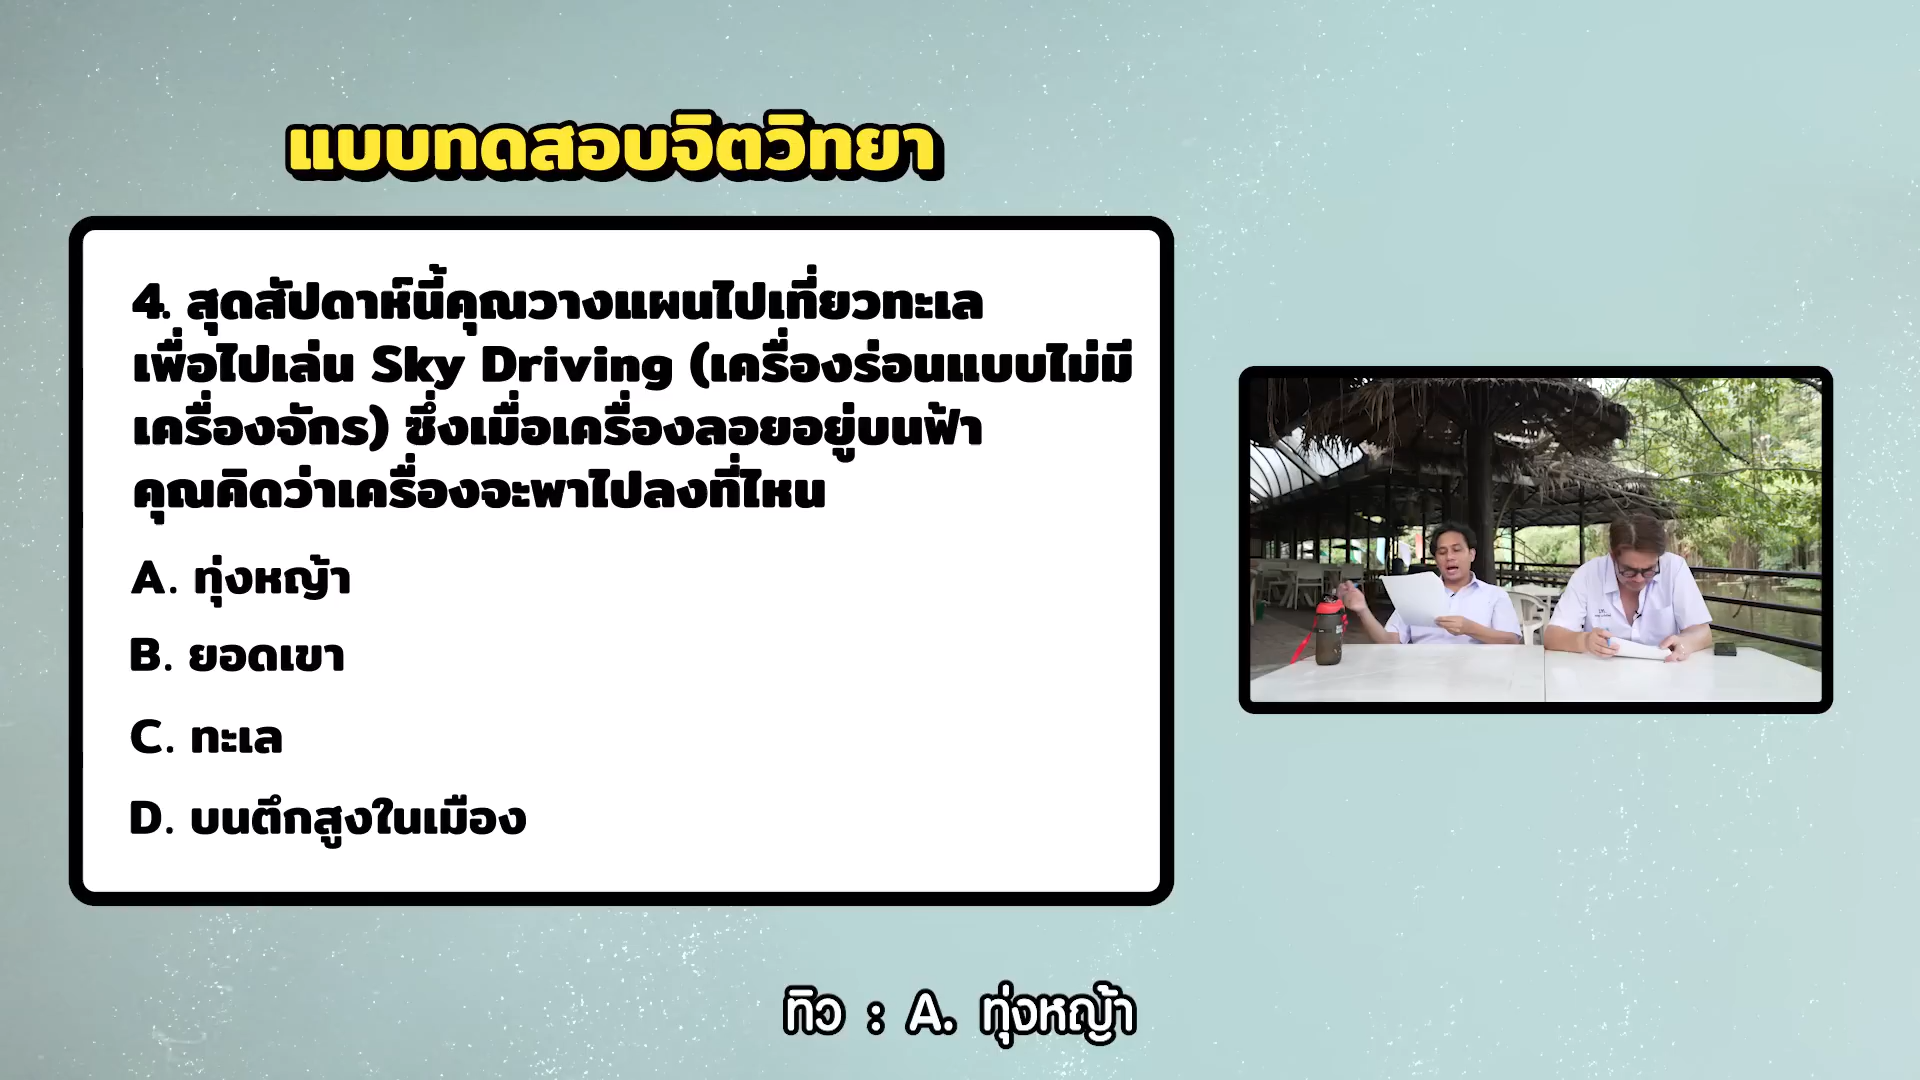 แบบทดสอบจิตวิทยา
4. สุดสัปดาห์นี้คุณวางแผนไปเที่ยวทะเล
เพื่อไปเล่น Sky Driving (เครื่องร่อนแบบไม่มี
เครื่องจักร) ซึ่งเมื่อเครื่องลอยอยู่บนฟ้า
คุณคิดว่าเครื่องจะพาไปลงที่ไหน
A. ทุ่งหญ้า
B. ยอดเขา
C. ทะเล
D. บนตึกสูงในเมือง
ทิว : A. ทุ่งหญ้า